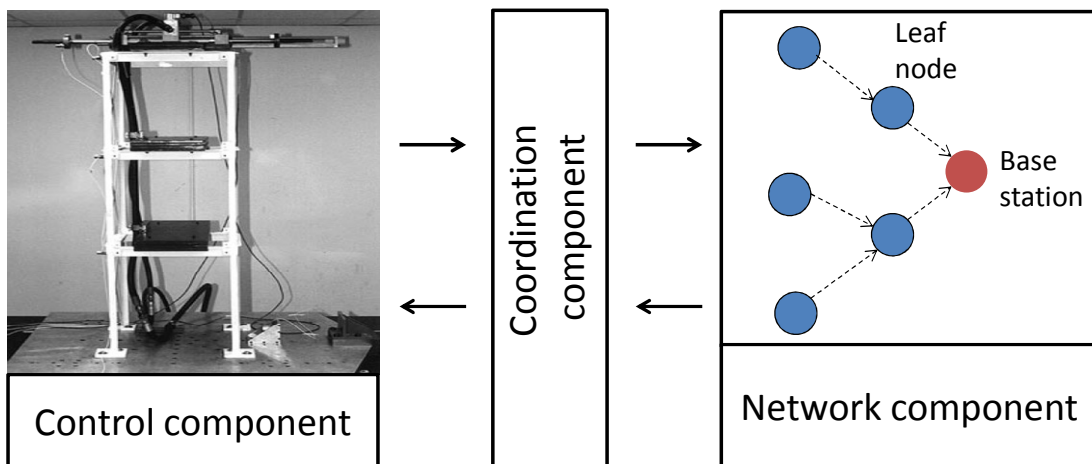 Control component
Coordination
component
Leaf
node
Base
station
Network component